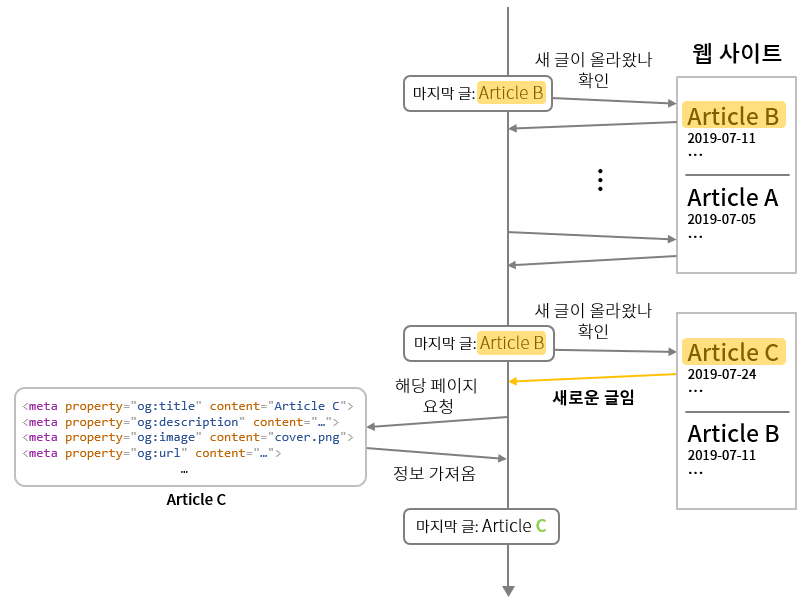 웹 사이트
새 글이 올라왔나
확인
마지막 글: Article B
Article B
2019-07-11
...
Article A
2019-07-05
...
새 글이 올라왔나
확인
마지막 글: Article B
Article C
2019-07-24
...
새로운 글임
Article B
2019-07-11
...
해당 페이지
요청
<meta property="og:title" content="Article C">
<meta property="og:description" content="…">
<meta property="og:image" content="cover.png">
<meta property="og:url" content="…">
…
Article C
정보 가져옴
마지막 글: Article C